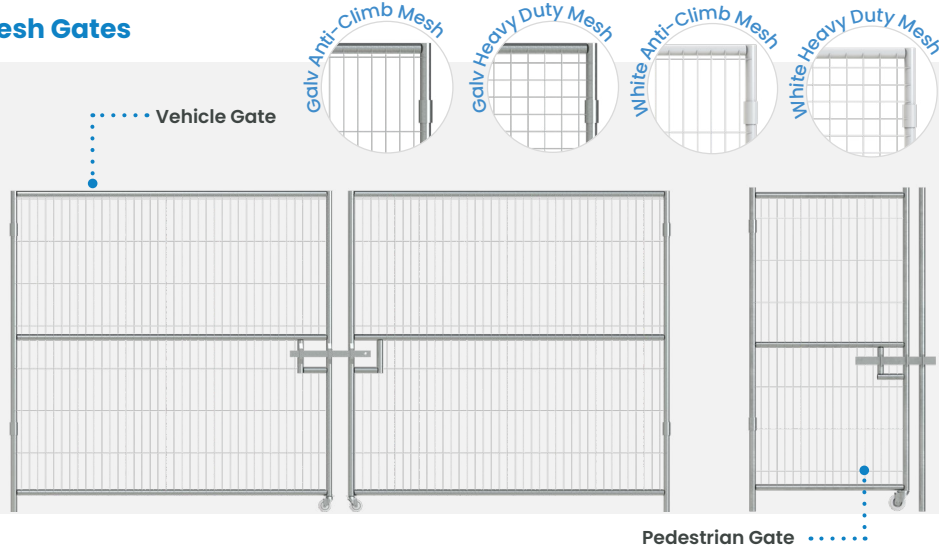 esh Gates
Galv Anti-Climb Mesh
Galv Heavy Duty Mesh
White Anti-Climb Mesh
White Heavy Duty Mesh
Vehicle Gate
Pedestrian Gate